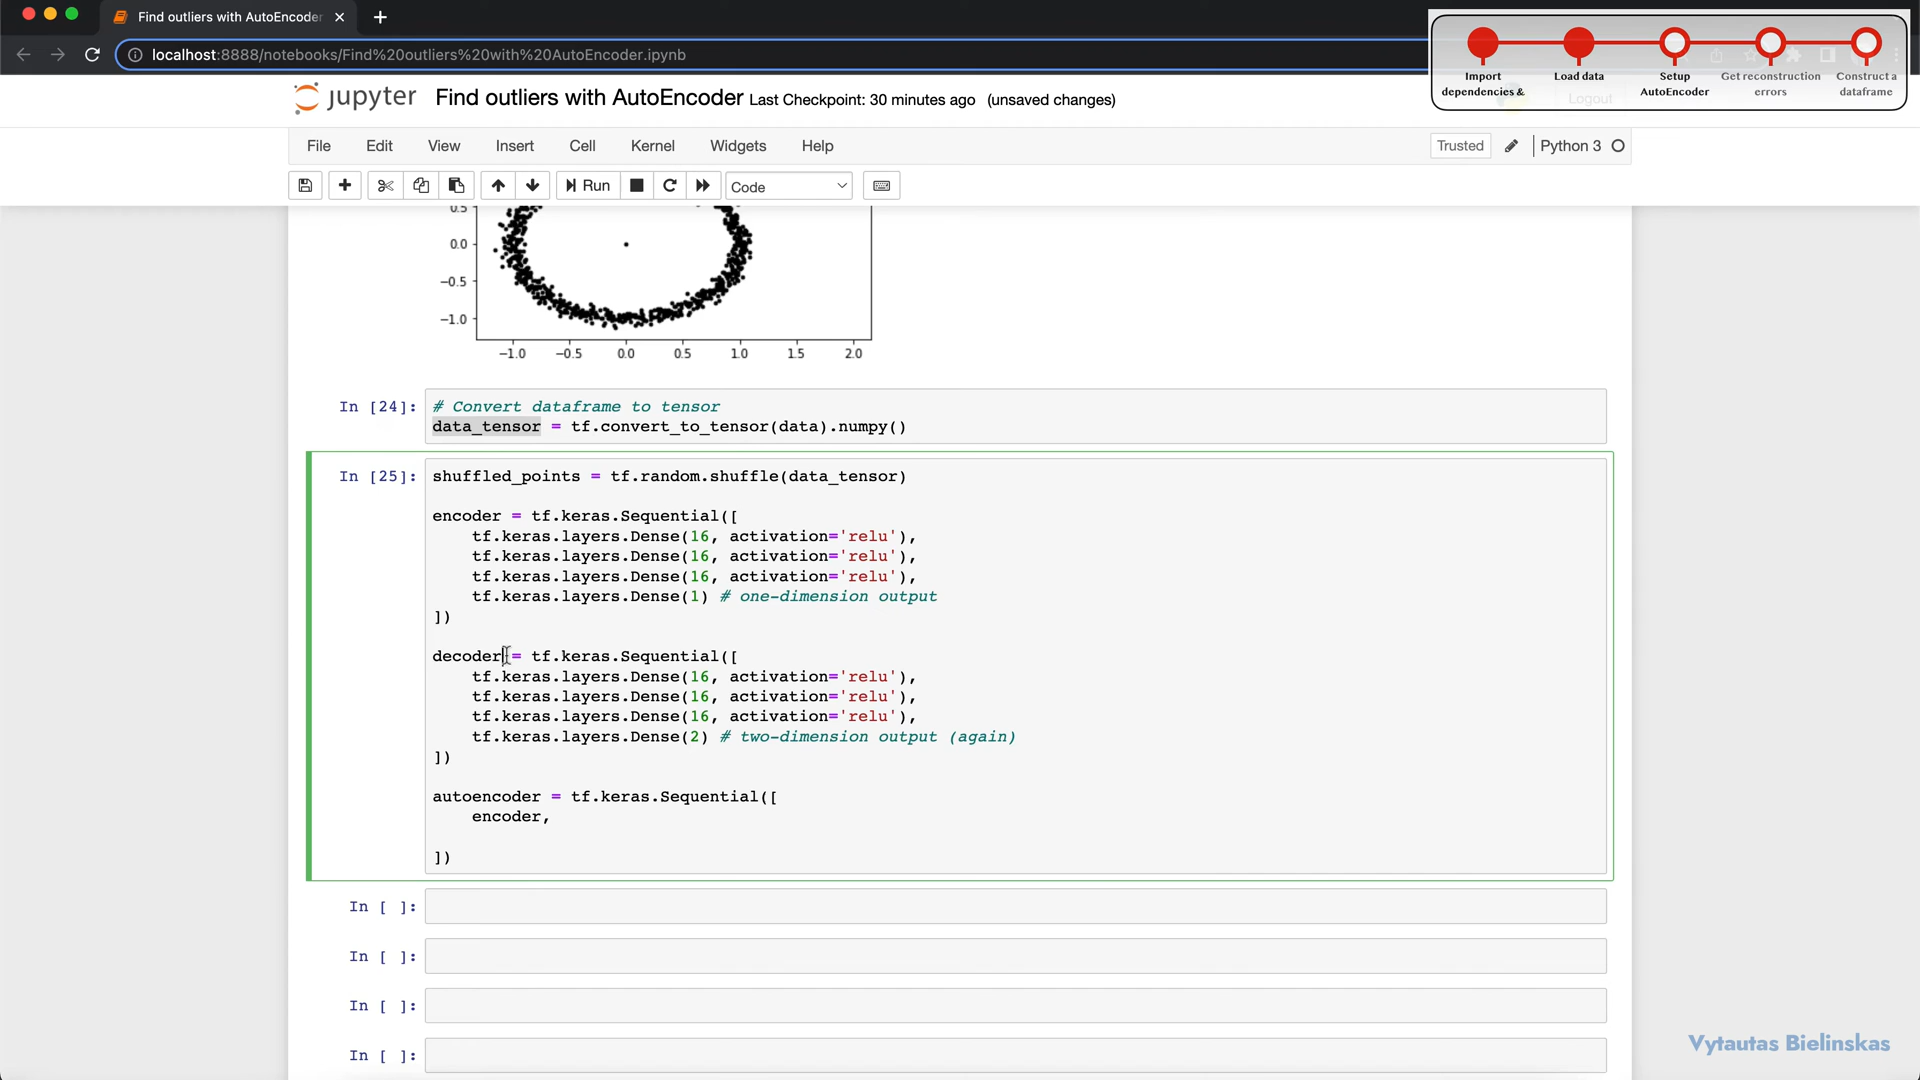 Find outliers with AutoEncoder
localhost:8888/notebooks/Find%20outliers%20with%20AutoEncoder.ipynb
Import
dependencies &
Load data
Setup
AutoEncoder
Get reconstruction
errors
Construct a
dataframe
jupyter Find outliers with AutoEncoder Last Checkpoint: 30 minutes ago (unsaved changes)
Logout
File Edit View Insert Cell Kernel Widgets Help
Trusted Python 3
Run Code
0.5
0.0
−0.5
−1.0
−1.0 −0.5 0.0 0.5 1.0 1.5 2.0
In [24]: # Convert dataframe to tensor
data_tensor = tf.convert_to_tensor(data).numpy()
In [25]: shuffled_points = tf.random.shuffle(data_tensor)
encoder = tf.keras.Sequential([
tf.keras.layers.Dense(16, activation='relu'),
tf.keras.layers.Dense(16, activation='relu'),
tf.keras.layers.Dense(16, activation='relu'),
tf.keras.layers.Dense(1) # one-dimension output
])
decoder = tf.keras.Sequential([
tf.keras.layers.Dense(16, activation='relu'),
tf.keras.layers.Dense(16, activation='relu'),
tf.keras.layers.Dense(16, activation='relu'),
tf.keras.layers.Dense(2) # two-dimension output (again)
])
autoencoder = tf.keras.Sequential([
encoder,
])
In [ ]:
In [ ]:
In [ ]:
In [ ]:
Vytautas Bielinskas